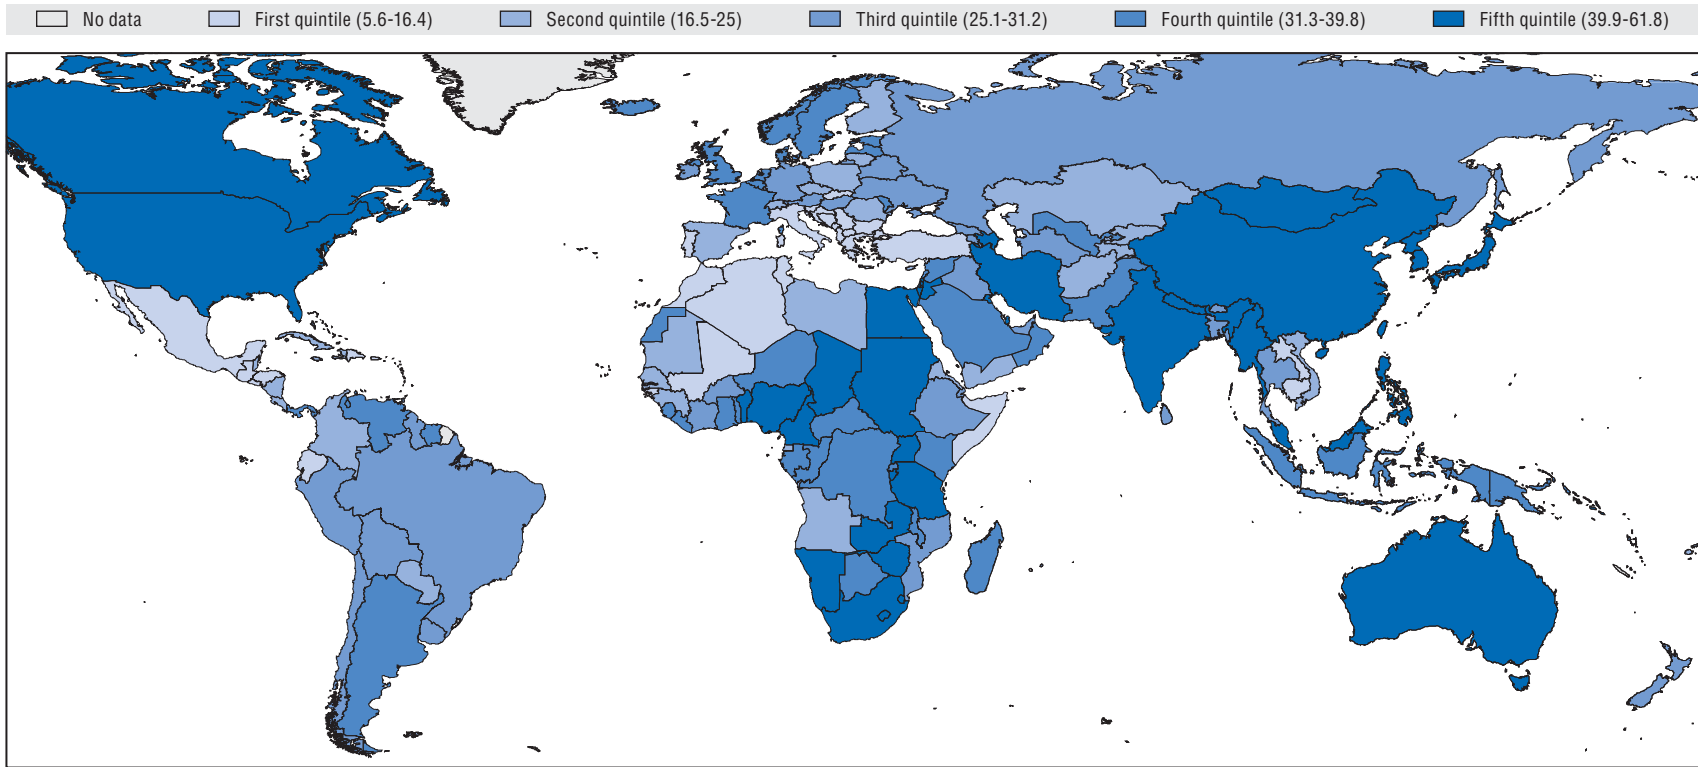 No data First quintile (5.6-16.4) Second quintile (16.5-25) Third quintile (25.1-31.2) Fourth quintile (31.3-39.8) Fifth quintile (39.9-61.8)